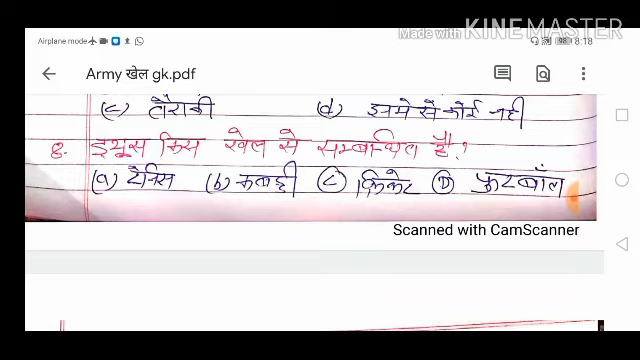 Made with KINEMASTER
Airplane mode 98 8:18
Army खेल gk.pdf
(c) तैराकी (d) इनमे से कोई नही
8. ड्यूस किस खेल से सम्बन्धित है?
(a) टेनिस (b) कबड्डी (C) क्रिकेट (D) फुटबॉल
Scanned with CamScanner